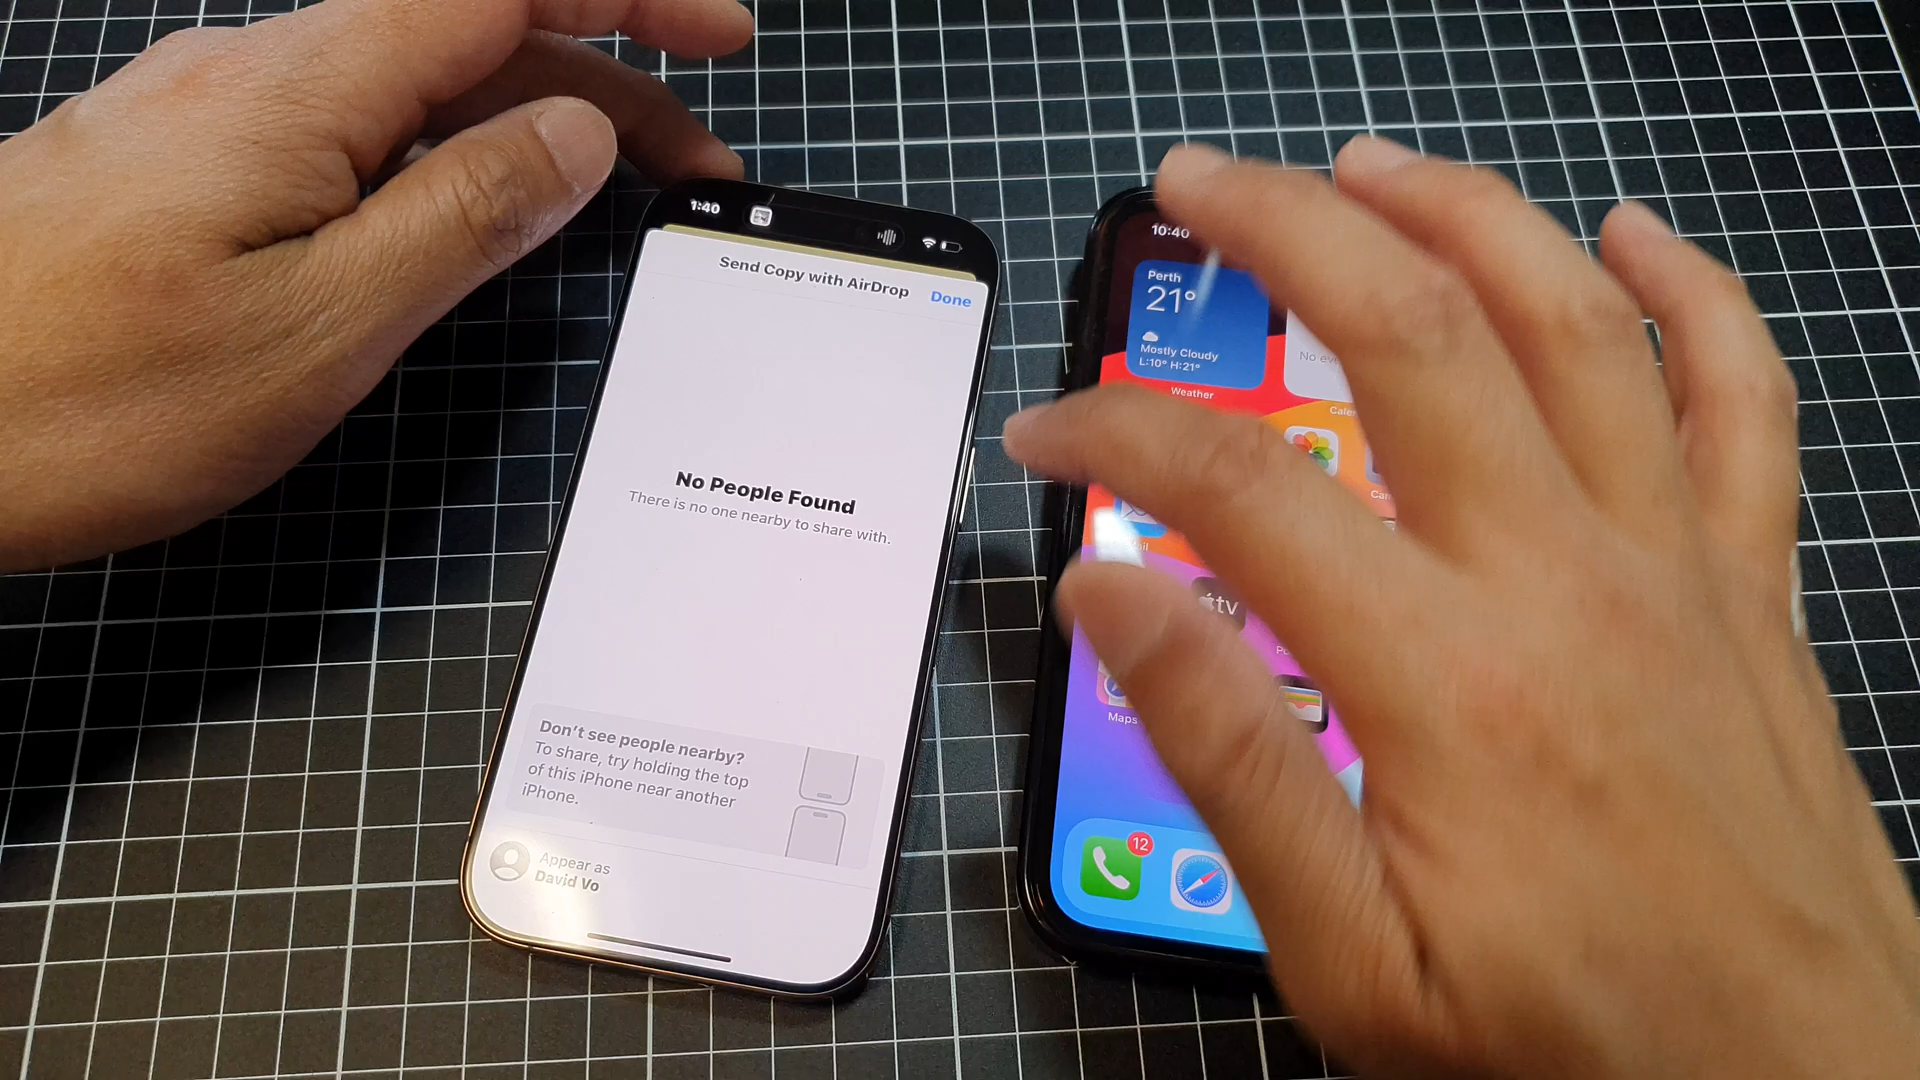 1:40
Send Copy with AirDrop
Done
No People Found
There is no one nearby to share with.
Don't see people nearby?
To share, try holding the top
of this iPhone near another
iPhone.
Appear as
David Vo
10:40
Perth
21°
Mostly Cloudy
L:10° H:21°
Weather
No
tv
Maps
12